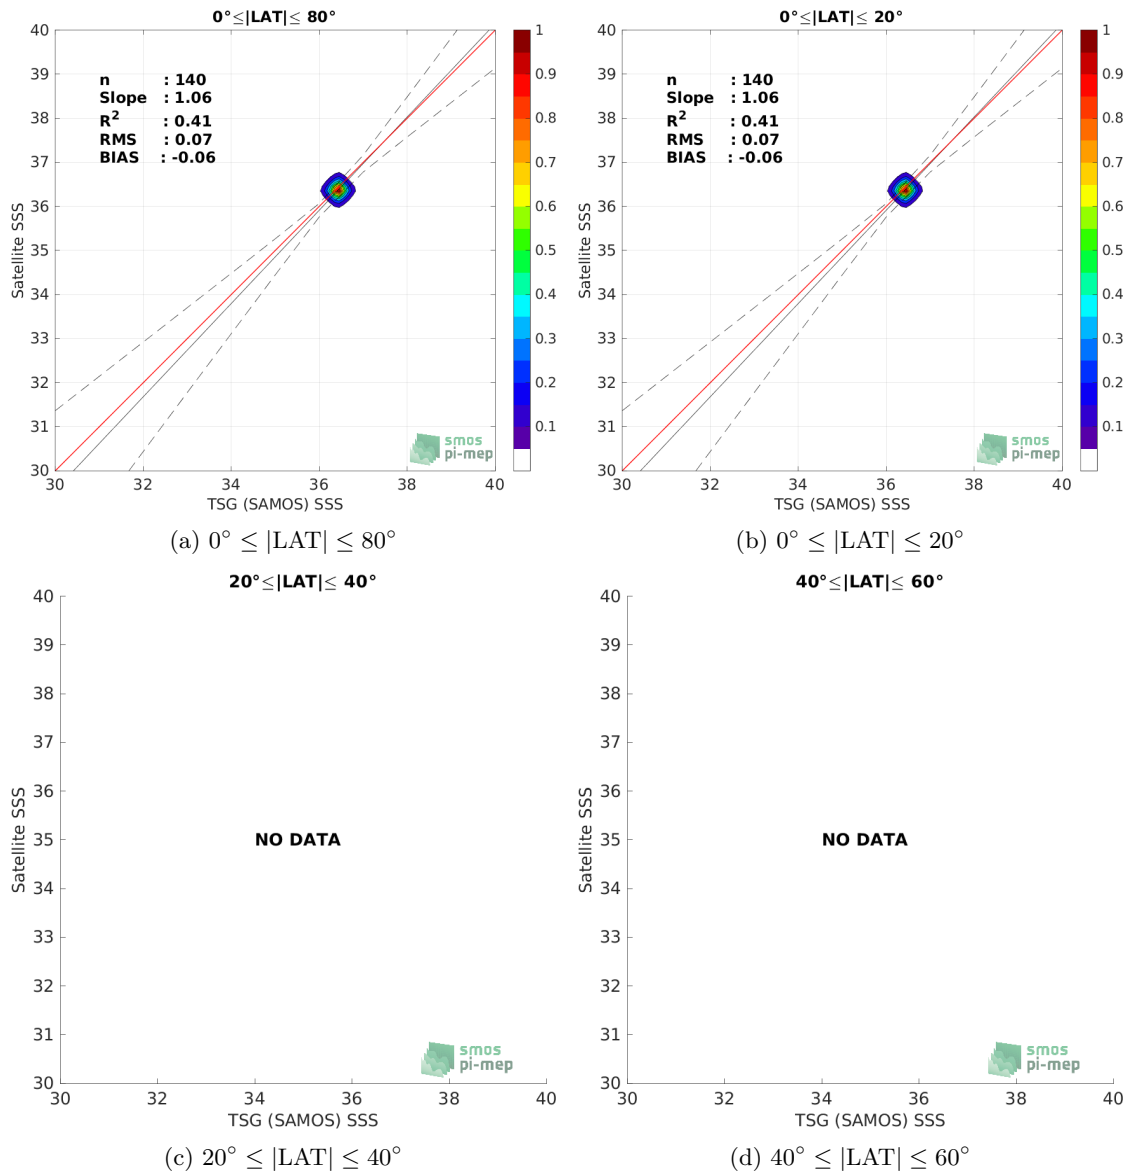 0°≤|LAT|≤ 80°
40
39
38
37
36
35
34
33
32
31
30
30 32 34 36 38 40
Satellite SSS
TSG (SAMOS) SSS
n : 140
Slope : 1.06
R² : 0.41
RMS : 0.07
BIAS : -0.06
1
0.9
0.8
0.7
0.6
0.5
0.4
0.3
0.2
0.1
smos
pi-mep
(a) 0° ≤ |LAT| ≤ 80°
0°≤|LAT|≤ 20°
40
39
38
37
36
35
34
33
32
31
30
30 32 34 36 38 40
Satellite SSS
TSG (SAMOS) SSS
n : 140
Slope : 1.06
R² : 0.41
RMS : 0.07
BIAS : -0.06
1
0.9
0.8
0.7
0.6
0.5
0.4
0.3
0.2
0.1
smos
pi-mep
(b) 0° ≤ |LAT| ≤ 20°
20°≤|LAT|≤ 40°
40
39
38
37
36
35
34
33
32
31
30
30 32 34 36 38 40
Satellite SSS
TSG (SAMOS) SSS
NO DATA
smos
pi-mep
(c) 20° ≤ |LAT| ≤ 40°
40°≤|LAT|≤ 60°
40
39
38
37
36
35
34
33
32
31
30
30 32 34 36 38 40
Satellite SSS
TSG (SAMOS) SSS
NO DATA
smos
pi-mep
(d) 40° ≤ |LAT| ≤ 60°